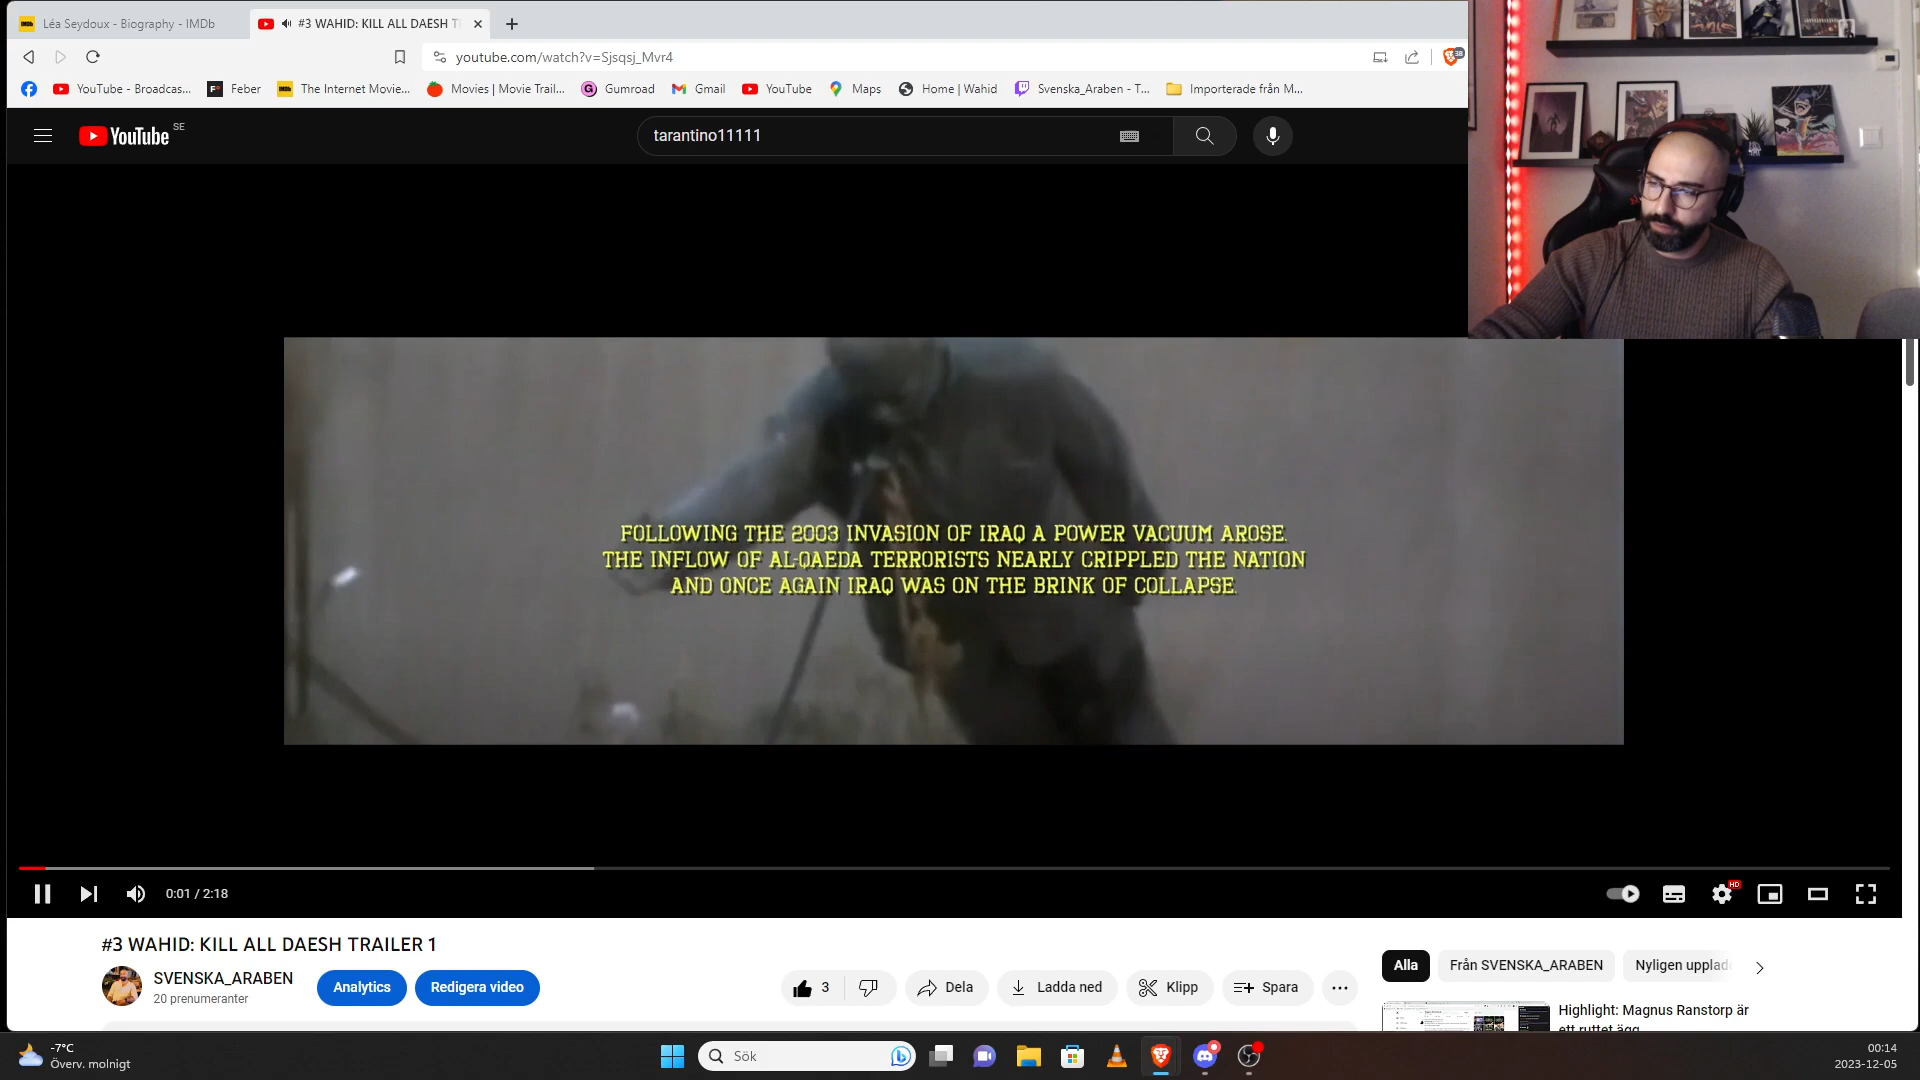 Léa Seydoux - Biography - IMDb
#3 WAHID: KILL ALL DAESH T
youtube.com/watch?v=Sjsqsj_Mvr4
38
YouTube - Broadcas...
Feber
The Internet Movie...
Movies | Movie Trail...
Gumroad
Gmail
YouTube
Maps
Home | Wahid
Svenska_Araben - T...
Importerade från M...
YouTube SE
tarantino11111
FOLLOWING THE 2003 INVASION OF IRAQ A POWER VACUUM AROSE.
THE INFLOW OF AL-QAEDA TERRORISTS NEARLY CRIPPLED THE NATION
AND ONCE AGAIN IRAQ WAS ON THE BRINK OF COLLAPSE.
0:01 / 2:18
HD
#3 WAHID: KILL ALL DAESH TRAILER 1
SVENSKA_ARABEN
20 prenumeranter
Analytics
Redigera video
3
Dela
Ladda ned
Klipp
Spara
Alla
Från SVENSKA_ARABEN
Nyligen upplad
Highlight: Magnus Ranstorp är
ett ruttet ägg
-7°C
Överv. molnigt
Sök
00:14
2023-12-05